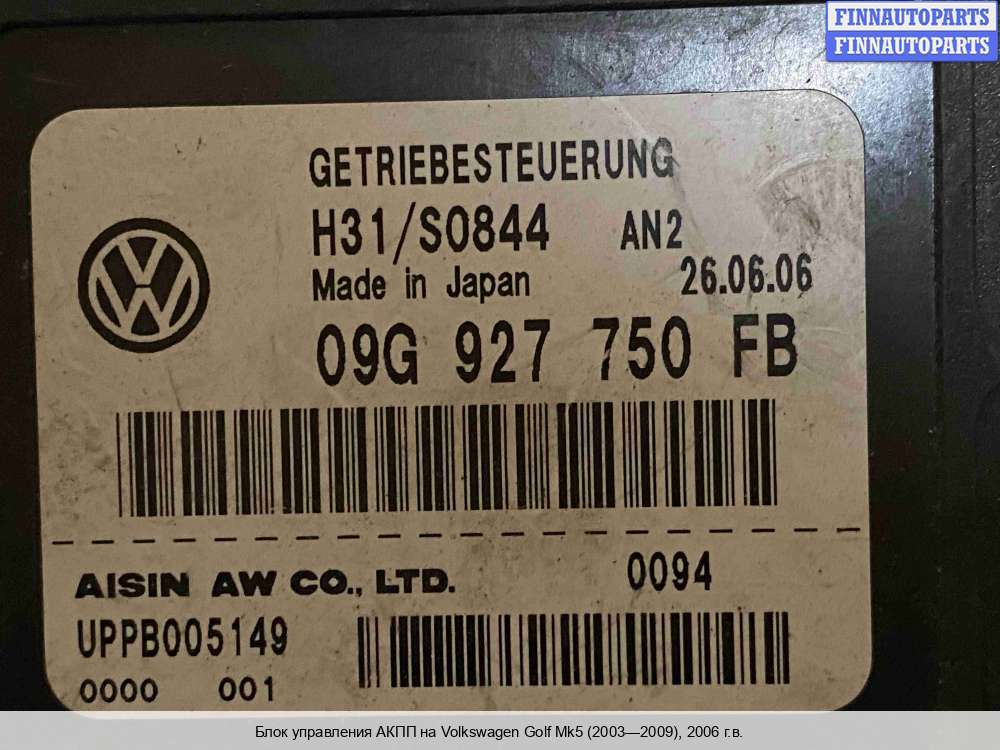 FINNAUTOPARTS
FINNAUTOPARTS
GETRIEBESTEUERUNG
H31/S0844 AN2
Made in Japan 26.06.06
09G 927 750 FB
AISIN AW CO., LTD. 0094
UPPB005149
0000 001
Блок управления АКПП на Volkswagen Golf Mk5 (2003—2009), 2006 г.в.